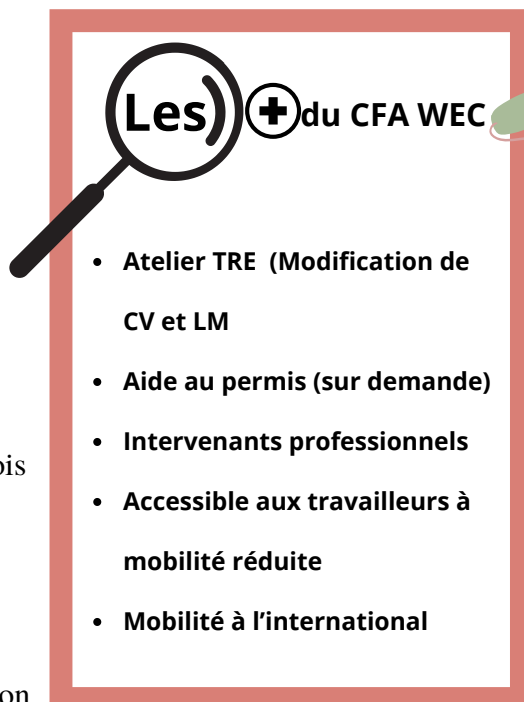 Les + du CFA WEC
• Atelier TRE (Modification de
CV et LM
• Aide au permis (sur demande)
• Intervenants professionnels
• Accessible aux travailleurs à
mobilité réduite
• Mobilité à l’international